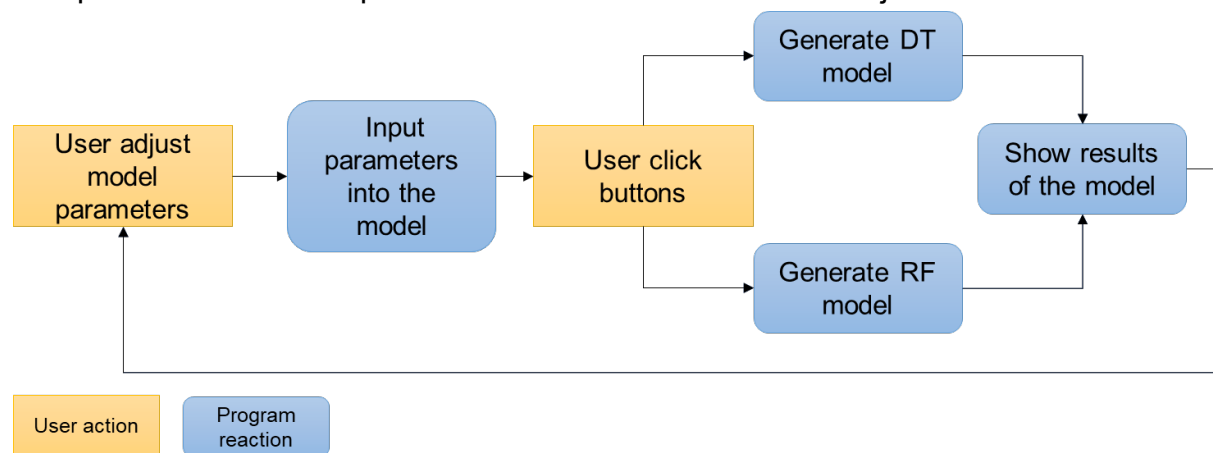 Generate DT
model
User adjust
model
parameters
Input
parameters
into the
model
User click
buttons
Show results
of the model
Generate RF
model
User action
Program
reaction